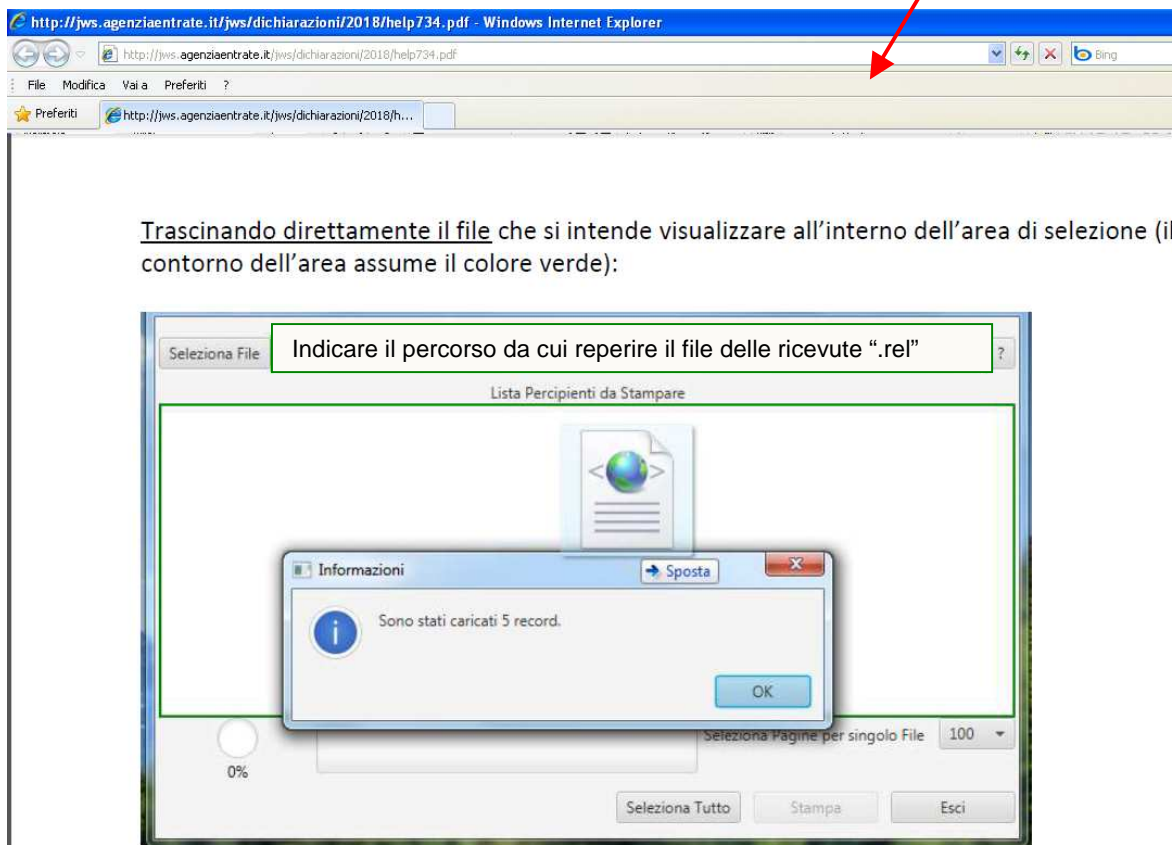 http://jws.agenziaentrate.it/jws/dichiarazioni/2018/help734.pdf - Windows Internet Explorer
http://jws.agenziaentrate.it/jws/dichiarazioni/2018/help734.pdf
Bing
File Modifica Vai a Preferiti ?
Preferiti
http://jws.agenziaentrate.it/jws/dichiarazioni/2018/h...
Trascinando direttamente il file che si intende visualizzare all’interno dell’area di selezione (il
contorno dell’area assume il colore verde):
Seleziona File
Indicare il percorso da cui reperire il file delle ricevute “.rel”
?
Lista Percipienti da Stampare
Informazioni
Sposta
Sono stati caricati 5 record.
OK
Seleziona Pagine per singolo File 100
0%
Seleziona Tutto Stampa Esci